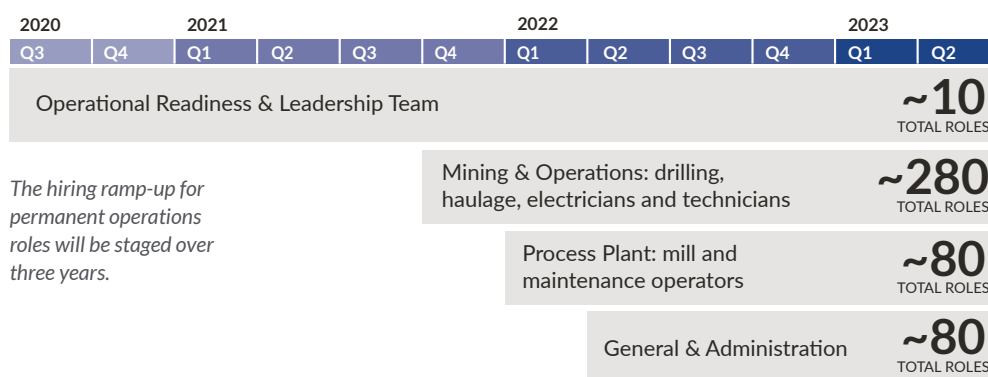 2020 2021 2022 2023
Q3 Q4 Q1 Q2 Q3 Q4 Q1 Q2 Q3 Q4 Q1 Q2
Operational Readiness & Leadership Team
~10
TOTAL ROLES
Mining & Operations: drilling,
haulage, electricians and technicians
~280
TOTAL ROLES
The hiring ramp-up for
permanent operations
roles will be staged over
three years.
Process Plant: mill and
maintenance operators
~80
TOTAL ROLES
General & Administration
~80
TOTAL ROLES